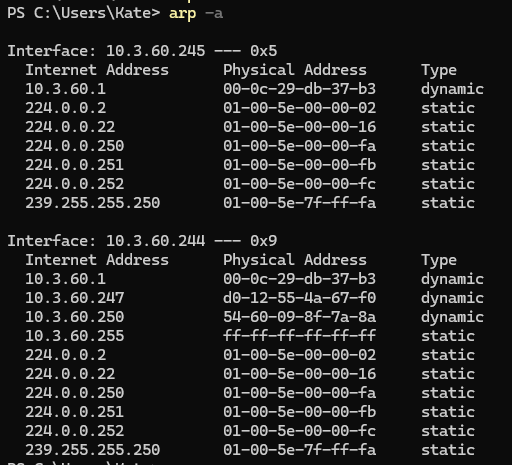 PS C:\Users\Kate> arp -a
Interface: 10.3.60.245 --- 0x5
Internet Address Physical Address Type
10.3.60.1 00-0c-29-db-37-b3 dynamic
224.0.0.2 01-00-5e-00-00-02 static
224.0.0.22 01-00-5e-00-00-16 static
224.0.0.250 01-00-5e-00-00-fa static
224.0.0.251 01-00-5e-00-00-fb static
224.0.0.252 01-00-5e-00-00-fc static
239.255.255.250 01-00-5e-7f-ff-fa static
Interface: 10.3.60.244 --- 0x9
Internet Address Physical Address Type
10.3.60.1 00-0c-29-db-37-b3 dynamic
10.3.60.247 d0-12-55-4a-67-f0 dynamic
10.3.60.250 54-60-09-8f-7a-8a dynamic
10.3.60.255 ff-ff-ff-ff-ff-ff static
224.0.0.2 01-00-5e-00-00-02 static
224.0.0.22 01-00-5e-00-00-16 static
224.0.0.250 01-00-5e-00-00-fa static
224.0.0.251 01-00-5e-00-00-fb static
224.0.0.252 01-00-5e-00-00-fc static
239.255.255.250 01-00-5e-7f-ff-fa static